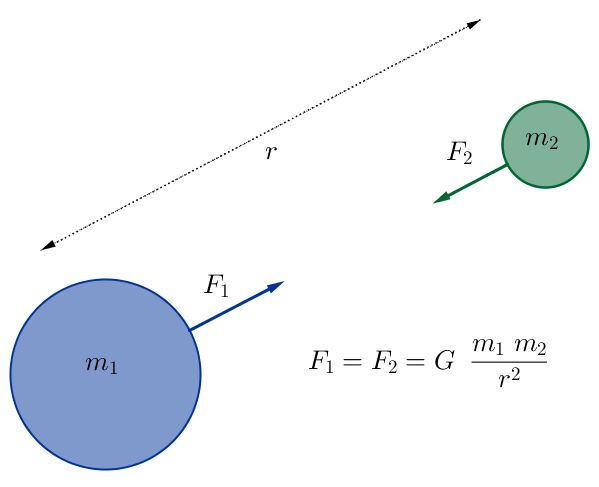 r
F₂
m₂
F₁
m₁
F₁ = F₂ = G m₁ m₂ / r²